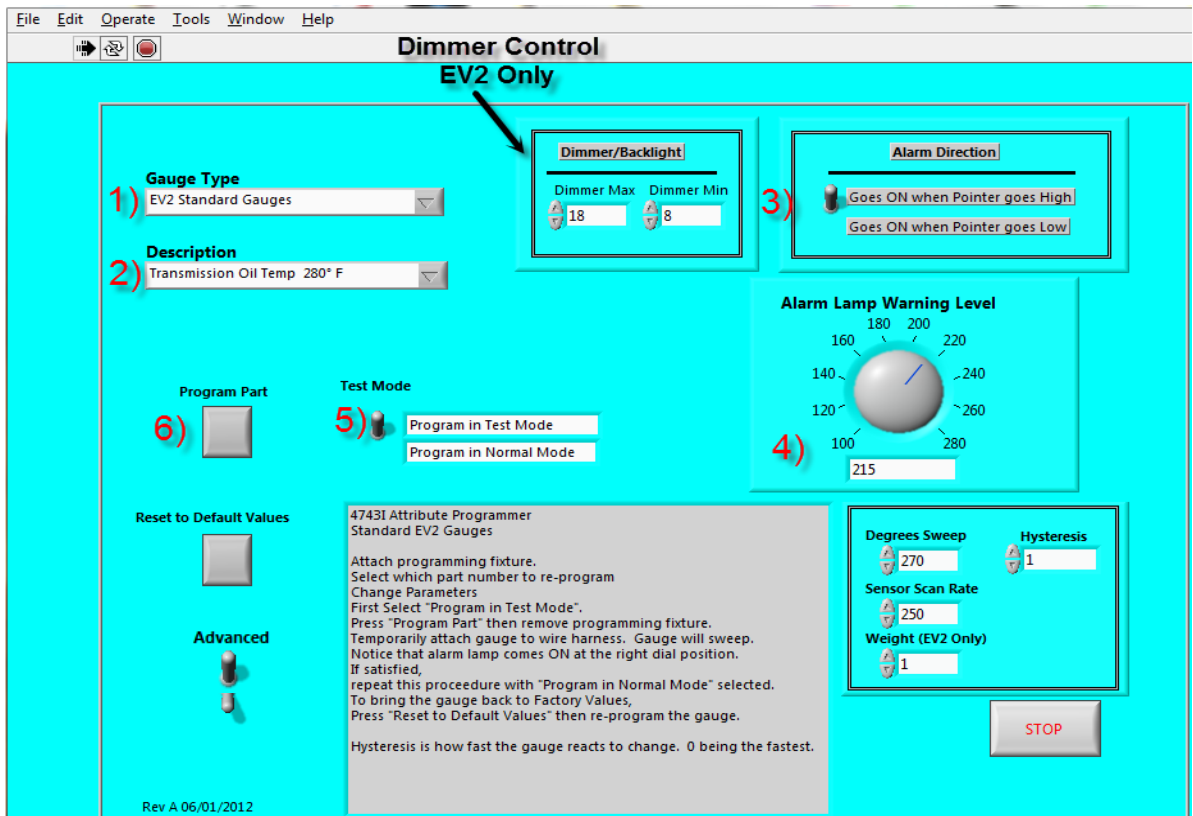 File Edit Operate Tools Window Help
Dimmer Control
EV2 Only
Dimmer/Backlight
Dimmer Max Dimmer Min
18 8
Alarm Direction
3)
Goes ON when Pointer goes High
Goes ON when Pointer goes Low
Gauge Type
1) EV2 Standard Gauges
Description
2) Transmission Oil Temp 280° F
Alarm Lamp Warning Level
180 200
160 220
140 240
120 260
100 280
4)
215
Program Part
6)
Test Mode
5)
Program in Test Mode
Program in Normal Mode
Reset to Default Values
Advanced
4743I Attribute Programmer
Standard EV2 Gauges
Attach programming fixture.
Select which part number to re-program
Change Parameters
First Select "Program in Test Mode".
Press "Program Part" then remove programming fixture.
Temporarily attach gauge to wire harness. Gauge will sweep.
Notice that alarm lamp comes ON at the right dial position.
If satisfied,
repeat this proceedure with "Program in Normal Mode" selected.
To bring the gauge back to Factory Values,
Press "Reset to Default Values" then re-program the gauge.
Hysteresis is how fast the gauge reacts to change. 0 being the fastest.
Degrees Sweep Hysteresis
270 1
Sensor Scan Rate
250
Weight (EV2 Only)
1
STOP
Rev A 06/01/2012